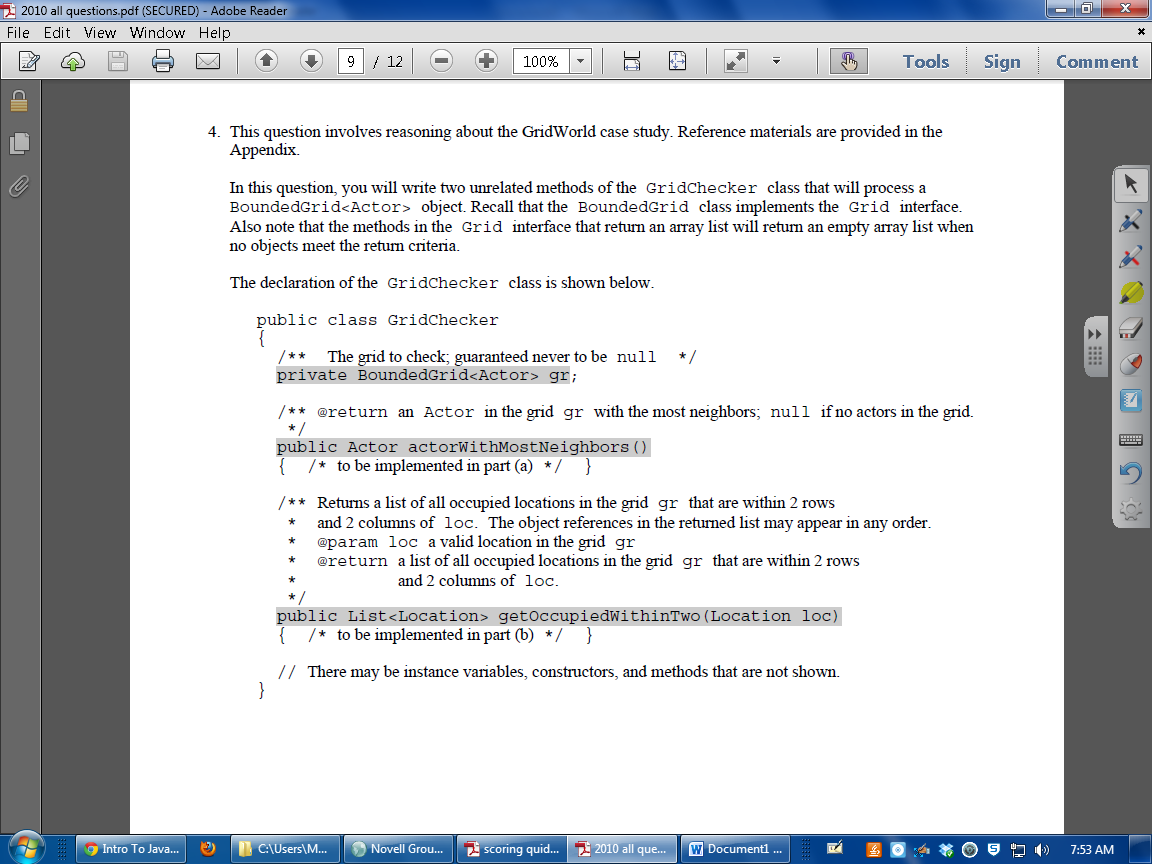 2010 all questions.pdf (SECURED) - Adobe Reader
File Edit View Window Help
9 / 12 100% Tools Sign Comment
4. This question involves reasoning about the GridWorld case study. Reference materials are provided in the
Appendix.
In this question, you will write two unrelated methods of the GridChecker class that will process a
BoundedGrid<Actor> object. Recall that the BoundedGrid class implements the Grid interface.
Also note that the methods in the Grid interface that return an array list will return an empty array list when
no objects meet the return criteria.
The declaration of the GridChecker class is shown below.
public class GridChecker
{
/** The grid to check; guaranteed never to be null */
private BoundedGrid<Actor> gr;
/** @return an Actor in the grid gr with the most neighbors; null if no actors in the grid.
*/
public Actor actorWithMostNeighbors()
{ /* to be implemented in part (a) */ }
/** Returns a list of all occupied locations in the grid gr that are within 2 rows
* and 2 columns of loc. The object references in the returned list may appear in any order.
* @param loc a valid location in the grid gr
* @return a list of all occupied locations in the grid gr that are within 2 rows
* and 2 columns of loc.
*/
public List<Location> getOccupiedWithinTwo(Location loc)
{ /* to be implemented in part (b) */ }
// There may be instance variables, constructors, and methods that are not shown.
}
Intro To Java... C:\Users\M... Novell Grou... scoring quid... 2010 all que... Document1 ... 7:53 AM